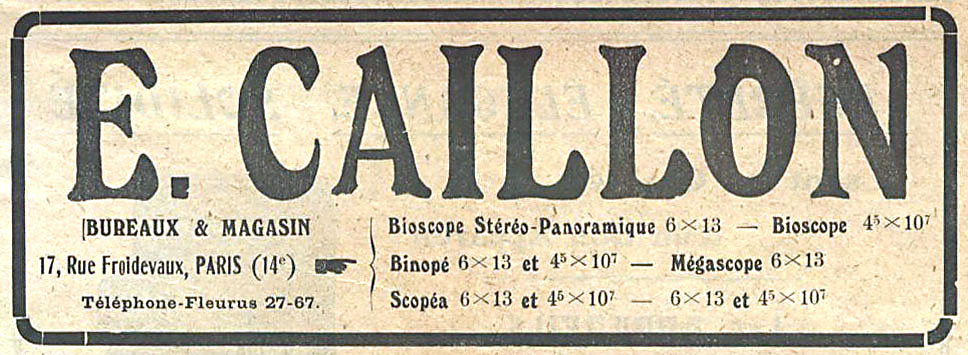 E. CAILLON
BUREAUX & MAGASIN
17, Rue Froidevaux, PARIS (14ᵉ)
Téléphone-Fleurus 27-67.
Bioscope Stéréo-Panoramique 6×13 — Bioscope 4⁵×10⁷
Binopé 6×13 et 4⁵×10⁷ — Mégascope 6×13
Scopéa 6×13 et 4⁵×10⁷ — 6×13 et 4⁵×10⁷